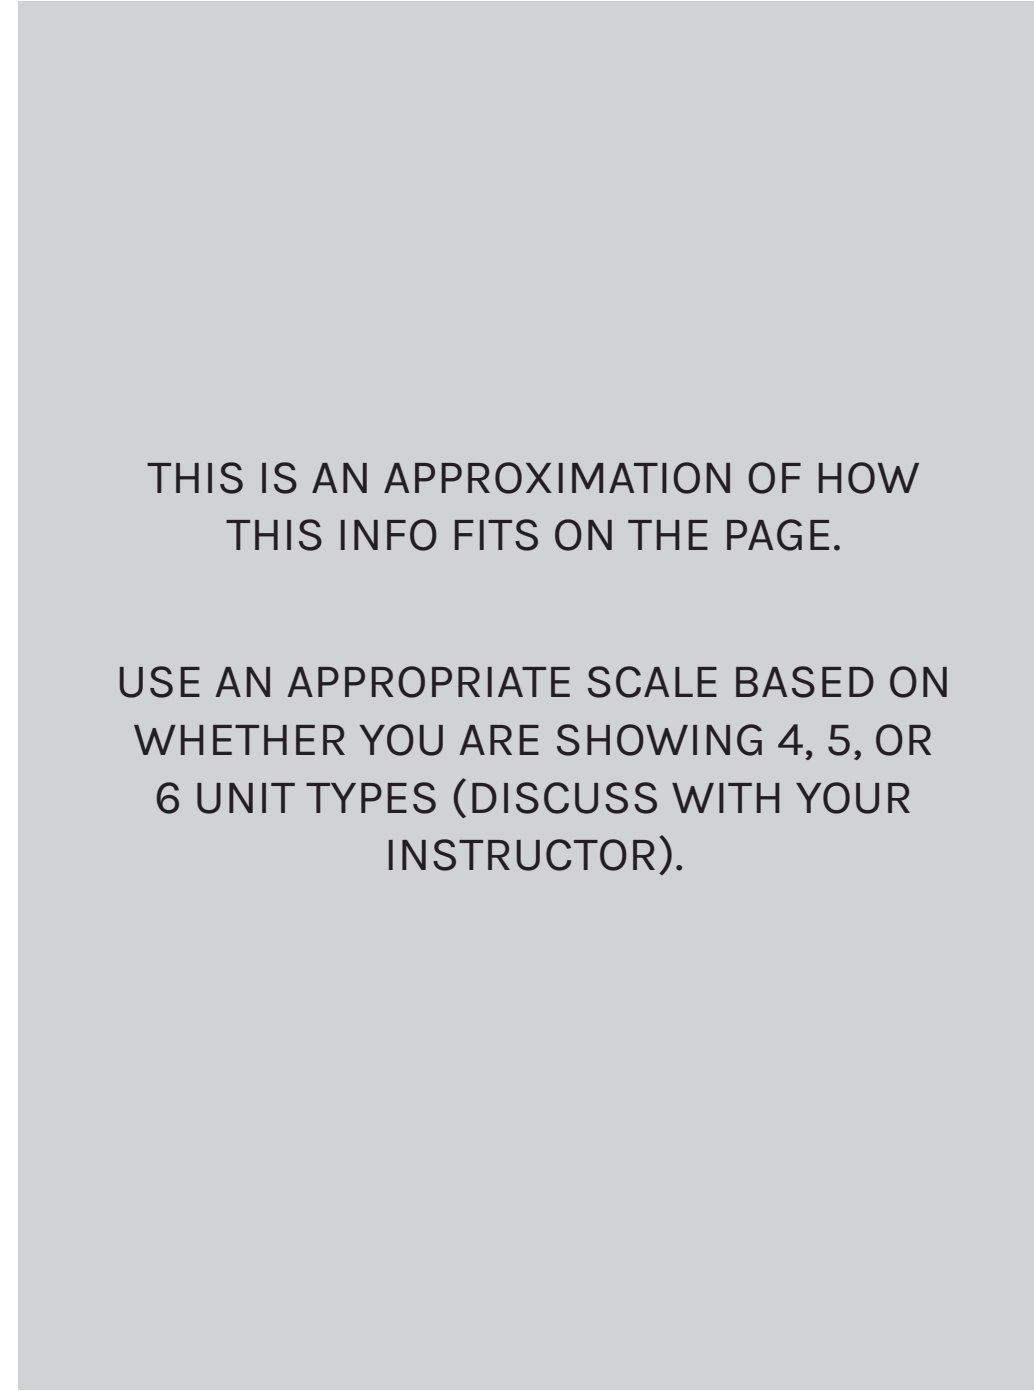 THIS IS AN APPROXIMATION OF HOW
THIS INFO FITS ON THE PAGE.
USE AN APPROPRIATE SCALE BASED ON
WHETHER YOU ARE SHOWING 4, 5, OR
6 UNIT TYPES (DISCUSS WITH YOUR
INSTRUCTOR).